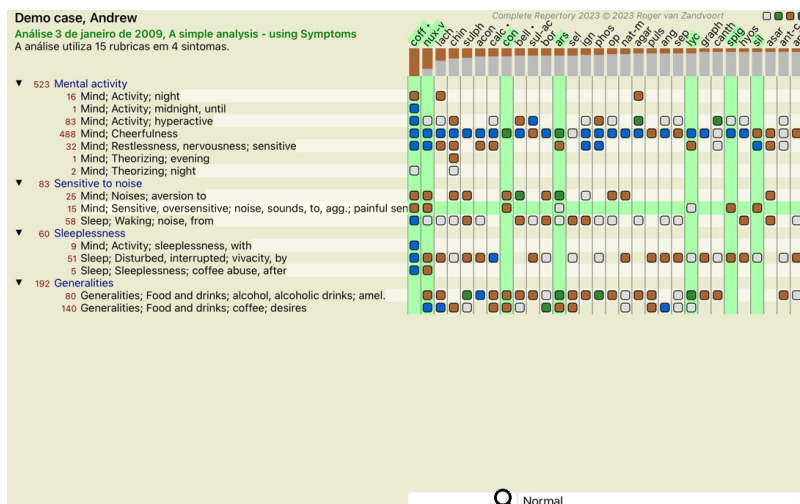 Demo case, Andrew
Complete Repertory 2023 © 2023 Roger van Zandvoort
Análise 3 de janeiro de 2009, A simple analysis - using Symptoms
A análise utiliza 15 rubricas em 4 sintomas.
coff • nux-v • lach chin sulph acon calc con bell sul-ac bor ars sel ign phos op nat-m agar puls ang sep lyc graph canth spig hyos sil asar ant-c
▼ 523 Mental activity
16 Mind; Activity; night
1 Mind; Activity; midnight, until
83 Mind; Activity; hyperactive
488 Mind; Cheerfulness
32 Mind; Restlessness, nervousness; sensitive
1 Mind; Theorizing; evening
2 Mind; Theorizing; night
▼ 83 Sensitive to noise
25 Mind; Noises; aversion to
15 Mind; Sensitive, oversensitive; noise, sounds, to, agg.; painful sen
58 Sleep; Waking; noise, from
▼ 60 Sleeplessness
9 Mind; Activity; sleeplessness, with
51 Sleep; Disturbed, interrupted; vivacity, by
5 Sleep; Sleeplessness; coffee abuse, after
▼ 192 Generalities
80 Generalities; Food and drinks; alcohol, alcoholic drinks; amel.
140 Generalities; Food and drinks; coffee; desires
Normal